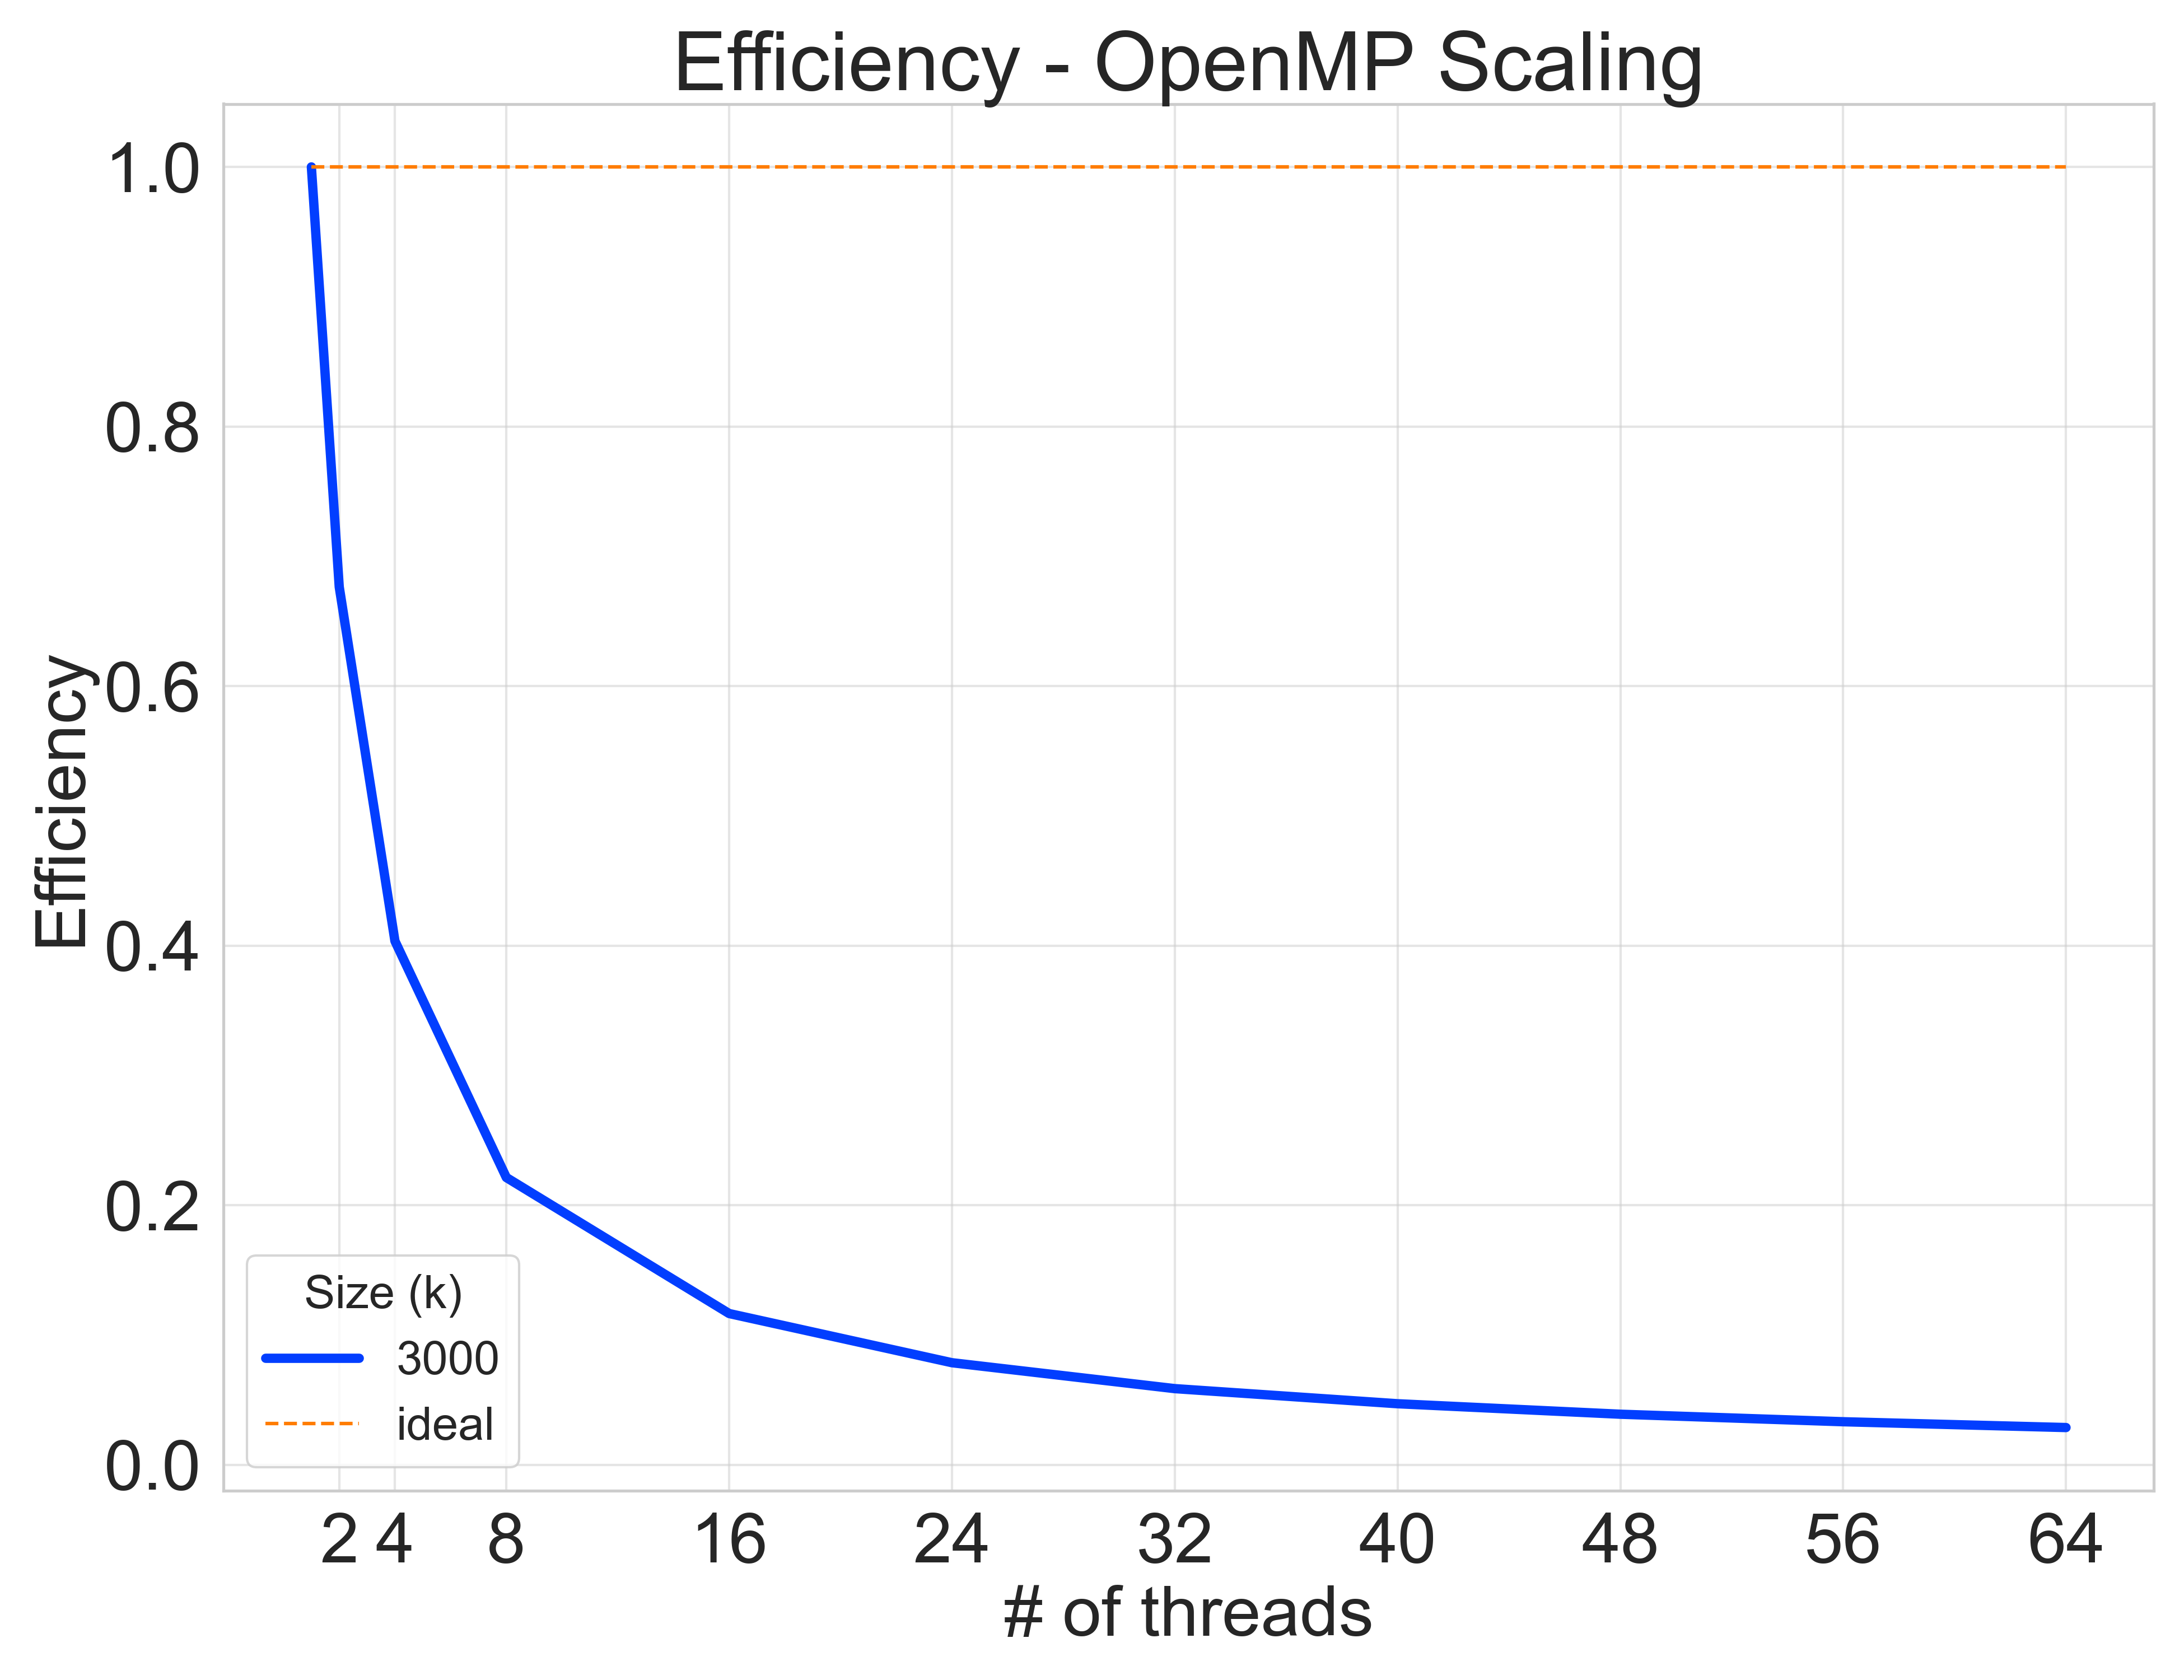 Efficiency - OpenMP Scaling
Efficiency
1.0
0.8
0.6
0.4
0.2
0.0
Size (k)
3000
ideal
2 4 8 16 24 32 40 48 56 64
# of threads